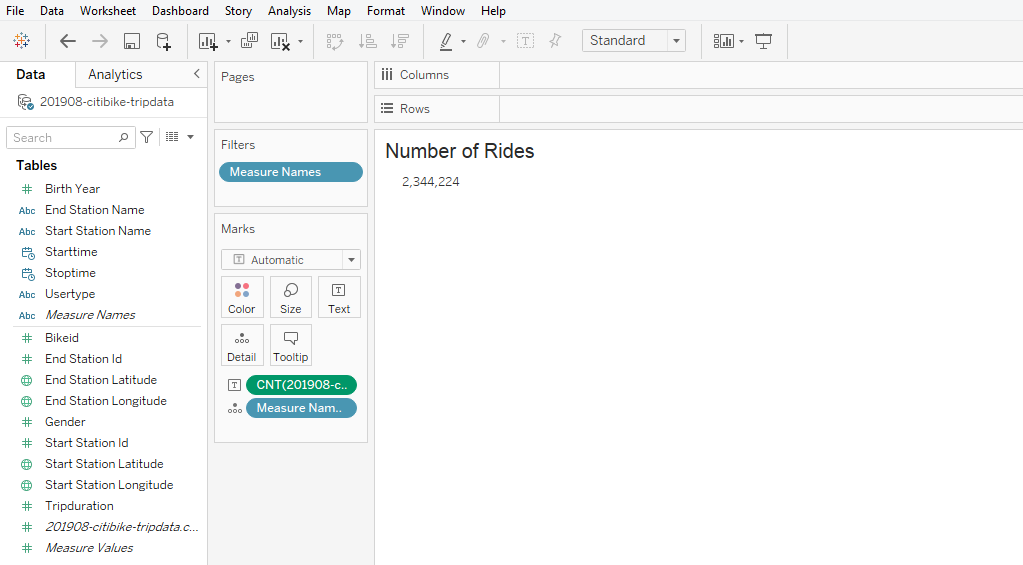 File Data Worksheet Dashboard Story Analysis Map Format Window Help
Standard
Data Analytics
201908-citibike-tripdata
Search
Tables
Birth Year
Abc End Station Name
Abc Start Station Name
Starttime
Stoptime
Abc Usertype
Abc Measure Names
Bikeid
End Station Id
End Station Latitude
End Station Longitude
Gender
Start Station Id
Start Station Latitude
Start Station Longitude
Tripduration
201908-citibike-tripdata.c...
Measure Values
Pages
Filters
Measure Names
Marks
T Automatic
Color Size Text
Detail Tooltip
T CNT(201908-c..
Measure Nam..
Columns
Rows
Number of Rides
2,344,224